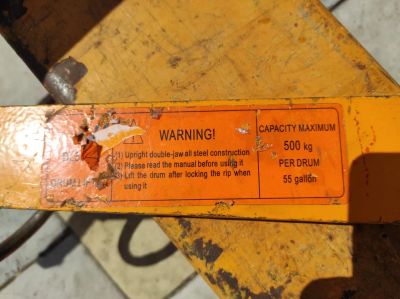 WARNING!
1) Upright double-jaw all steel construction
2) Please read the manual before using it
3) Lift the drum after locking the rip when
using it
CAPACITY MAXIMUM
500 kg
PER DRUM
55 gallon